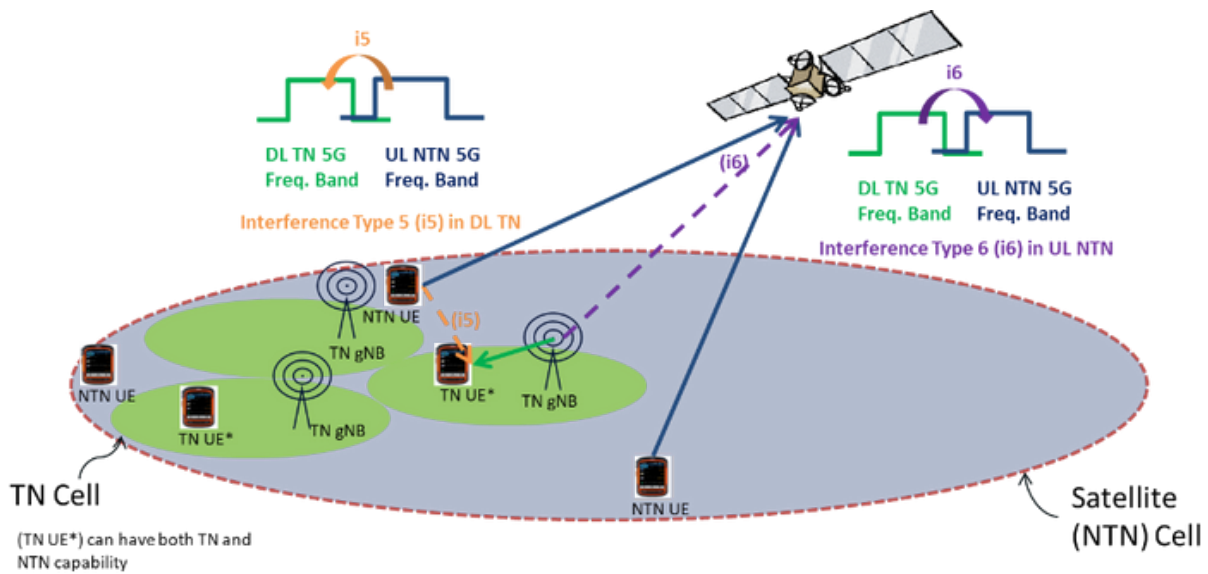 i5
DL TN 5G
Freq. Band
UL NTN 5G
Freq. Band
Interference Type 5 (i5) in DL TN
i6
(i6)
DL TN 5G
Freq. Band
UL NTN 5G
Freq. Band
Interference Type 6 (i6) in UL NTN
NTN UE
(i5)
TN gNB
NTN UE
TN UE*
TN gNB
TN UE*
TN gNB
NTN UE
TN Cell
(TN UE*) can have both TN and
NTN capability
Satellite
(NTN) Cell